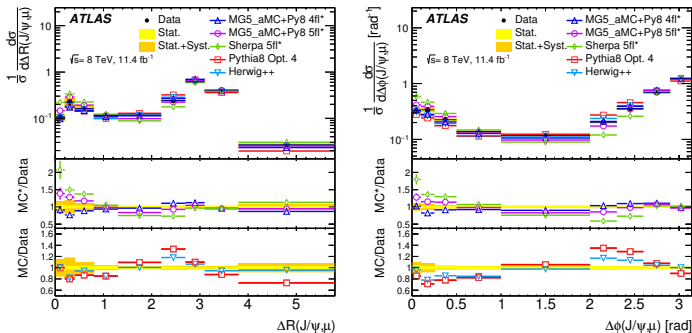 ATLAS
√s= 8 TeV, 11.4 fb⁻¹
Data
Stat.
Stat.+Syst.
MG5_aMC+Py8 4fl*
MG5_aMC+Py8 5fl*
Sherpa 5fl*
Pythia8 Opt. 4
Herwig++
1/σ dσ/dΔR(J/ψ,μ)
1
10⁻¹
MC*/Data
2
1.5
1
0.5
MC/Data
1.6
1.4
1.2
1
0.8
0.6
0 1 2 3 4 5 6
ΔR(J/ψ,μ)
ATLAS
√s= 8 TeV, 11.4 fb⁻¹
Data
Stat.
Stat.+Syst.
MG5_aMC+Py8 4fl*
MG5_aMC+Py8 5fl*
Sherpa 5fl*
Pythia8 Opt. 4
Herwig++
1/σ dσ/dΔϕ(J/ψ,μ) [rad⁻¹]
1
10⁻¹
MC*/Data
2
1.5
1
0.5
MC/Data
1.6
1.4
1.2
1
0.8
0.6
0 0.5 1 1.5 2 2.5 3
Δϕ(J/ψ,μ) [rad]